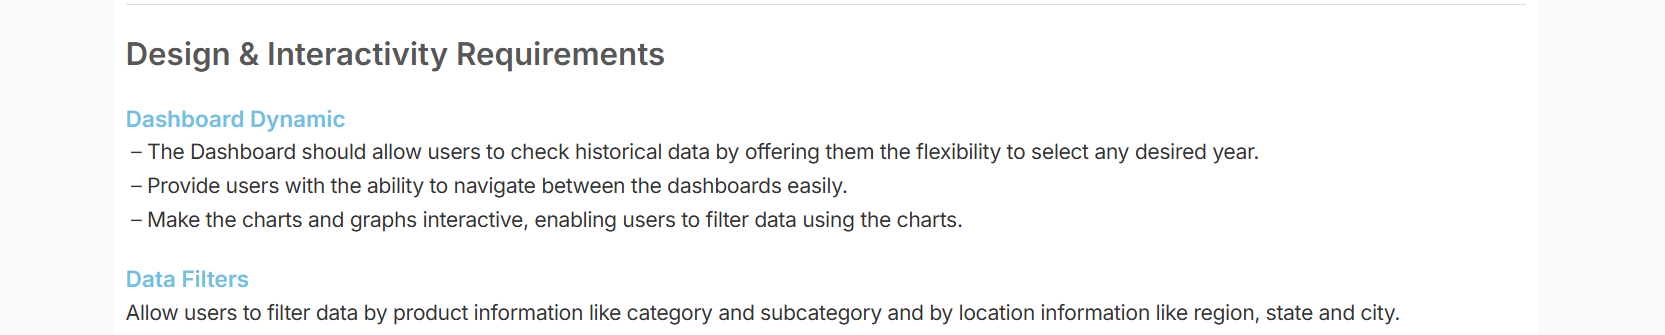 Design & Interactivity Requirements
Dashboard Dynamic
– The Dashboard should allow users to check historical data by offering them the flexibility to select any desired year.
– Provide users with the ability to navigate between the dashboards easily.
– Make the charts and graphs interactive, enabling users to filter data using the charts.
Data Filters
Allow users to filter data by product information like category and subcategory and by location information like region, state and city.